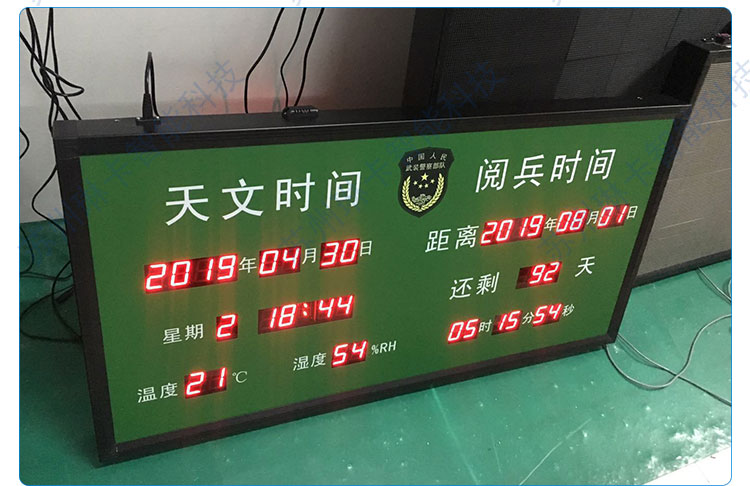 天文时间
2019年04月30日
星期 2 18:44
温度 21℃ 湿度 54 %RH
中国人民
武装警察部队
阅兵时间
距离2019年08月01日
还剩 92 天
05时15分54秒